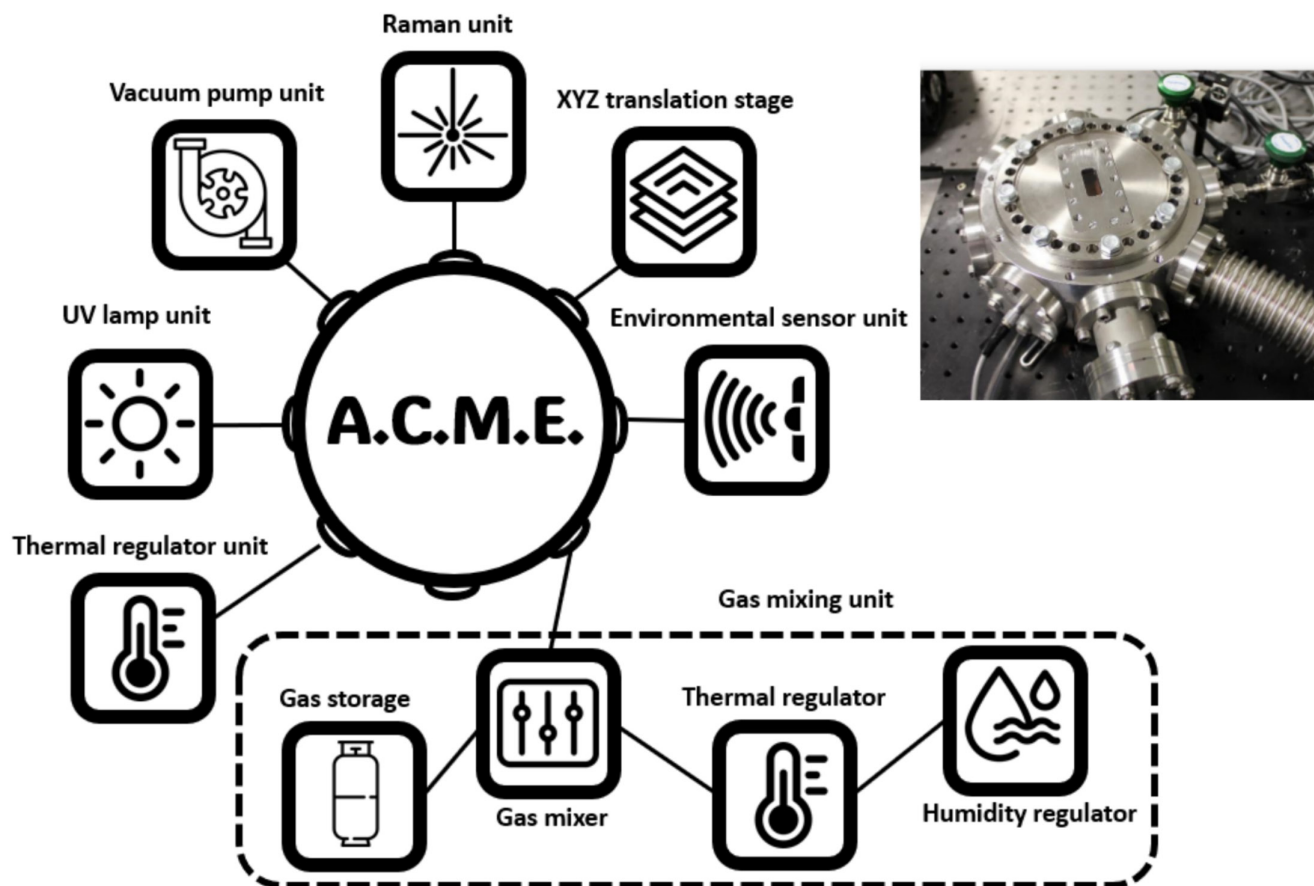 Raman unit
Vacuum pump unit
XYZ translation stage
UV lamp unit
Environmental sensor unit
A.C.M.E.
Thermal regulator unit
Gas mixing unit
Gas storage
Thermal regulator
Gas mixer
Humidity regulator